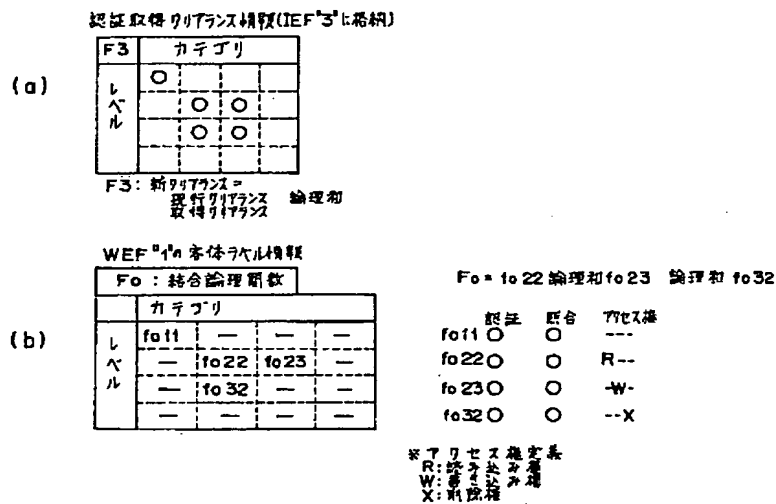 認証取得クリアランス情報(IEF"3"に格納)
(a)
F3 カテゴリ
レベル
○
○ ○
○ ○
F3: 新クリアランス=
現行クリアランス 論理和
取得クリアランス
WEF"1"の客体ラベル情報
Fo: 結合論理関数
Fo= fo22 論理和 fo23 論理和 fo32
(b)
カテゴリ
レベル
fo11 — — —
— fo22 fo23 —
— fo32 — —
— — — —
認証 照合 アクセス権
fo11 ○ ○ ---
fo22 ○ ○ R--
fo23 ○ ○ -W-
fo32 ○ ○ --X
※アクセス権定義
R: 読み込み権
W: 書き込み権
X: 削除権